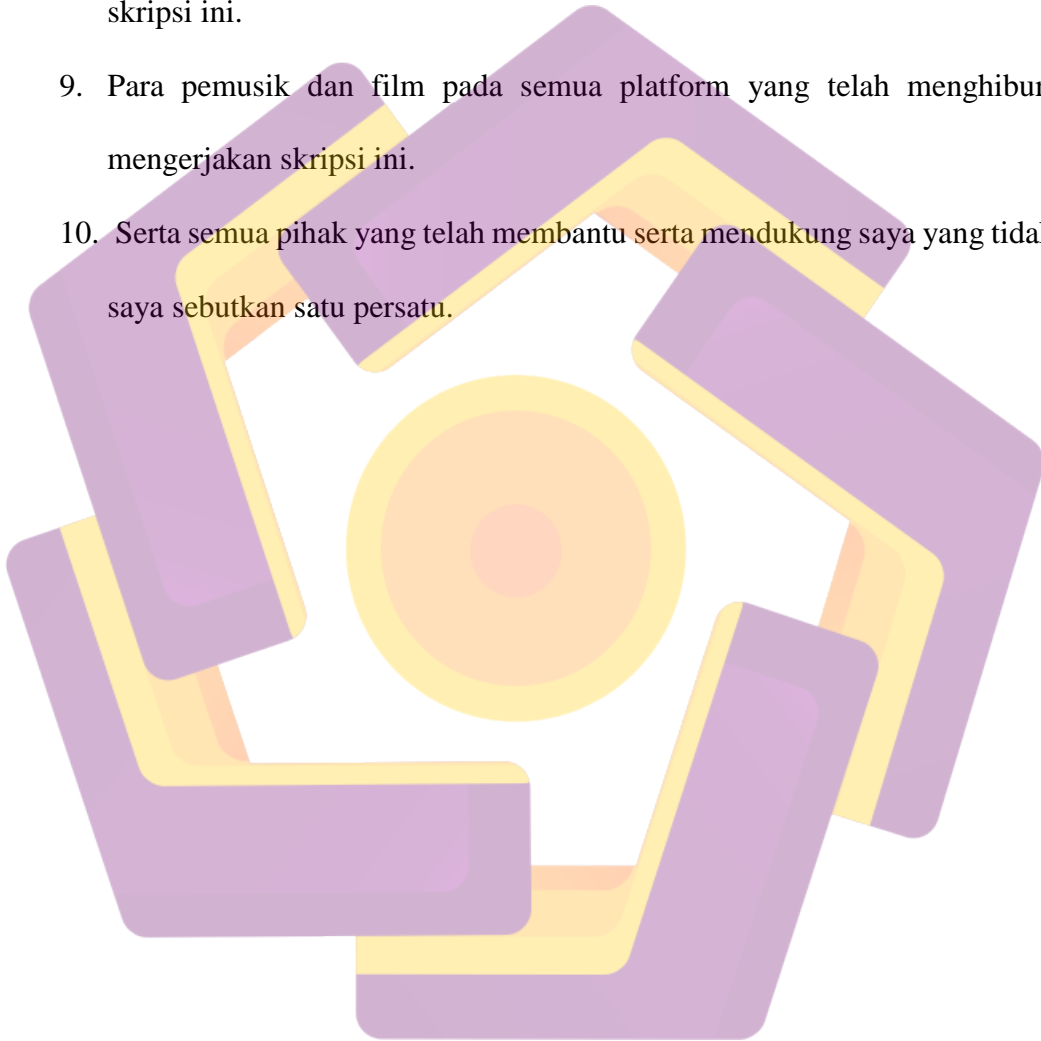 skripsi ini.
9. Para pemusik dan film pada semua platform yang telah menghibur
mengerjakan skripsi ini.
10. Serta semua pihak yang telah membantu serta mendukung saya yang
saya sebutkan satu persatu.